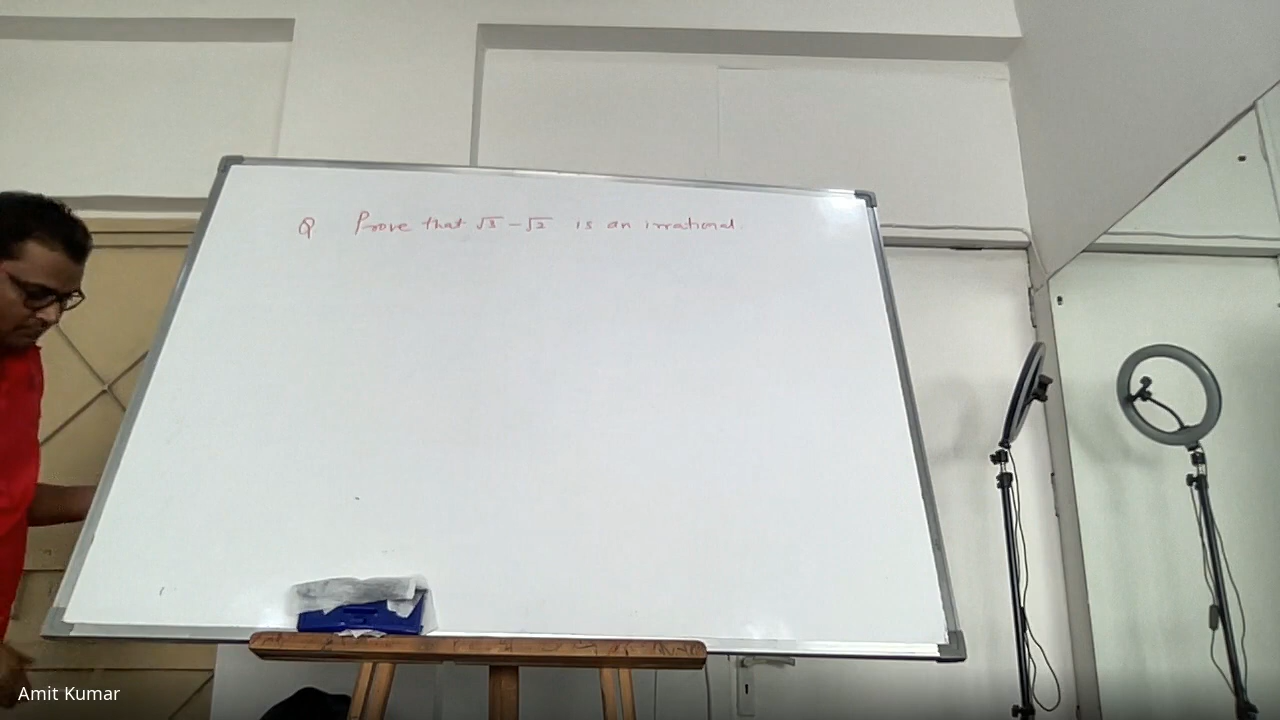 Q Prove that √3 - √2 is an irrational.
Amit Kumar